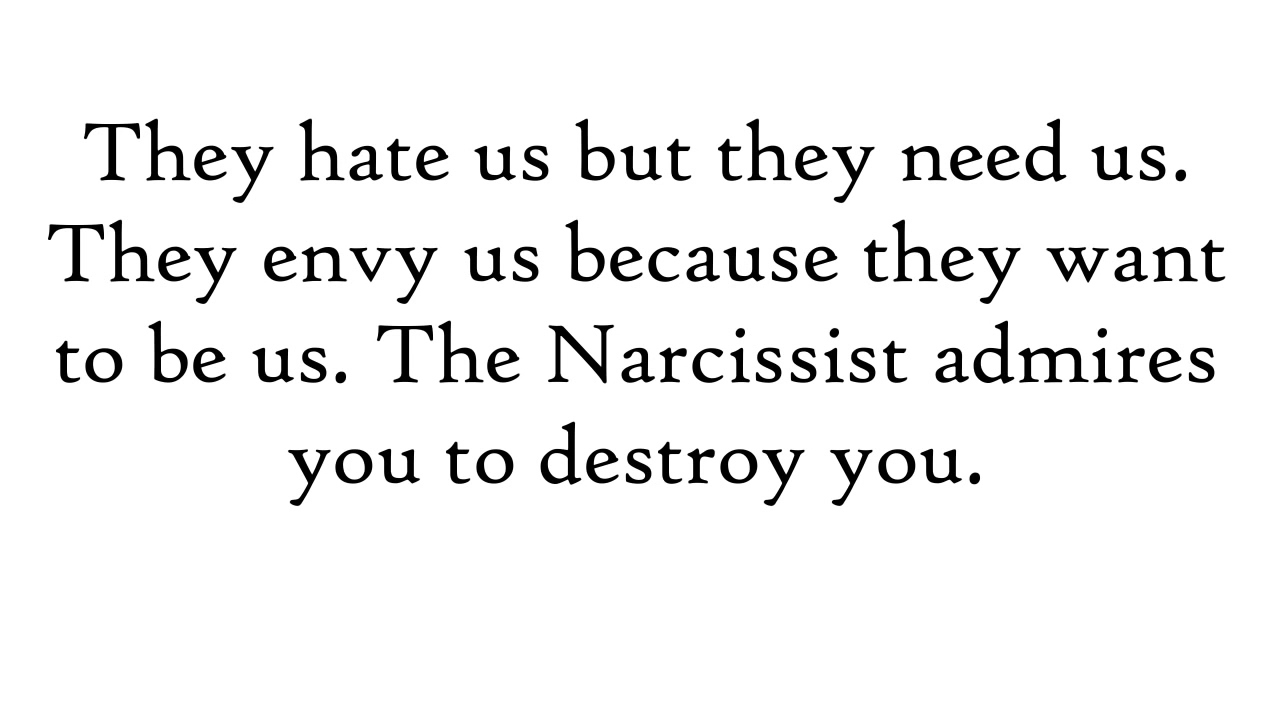 They hate us but they need us.
They envy us because they want
to be us. The Narcissist admires
you to destroy you.